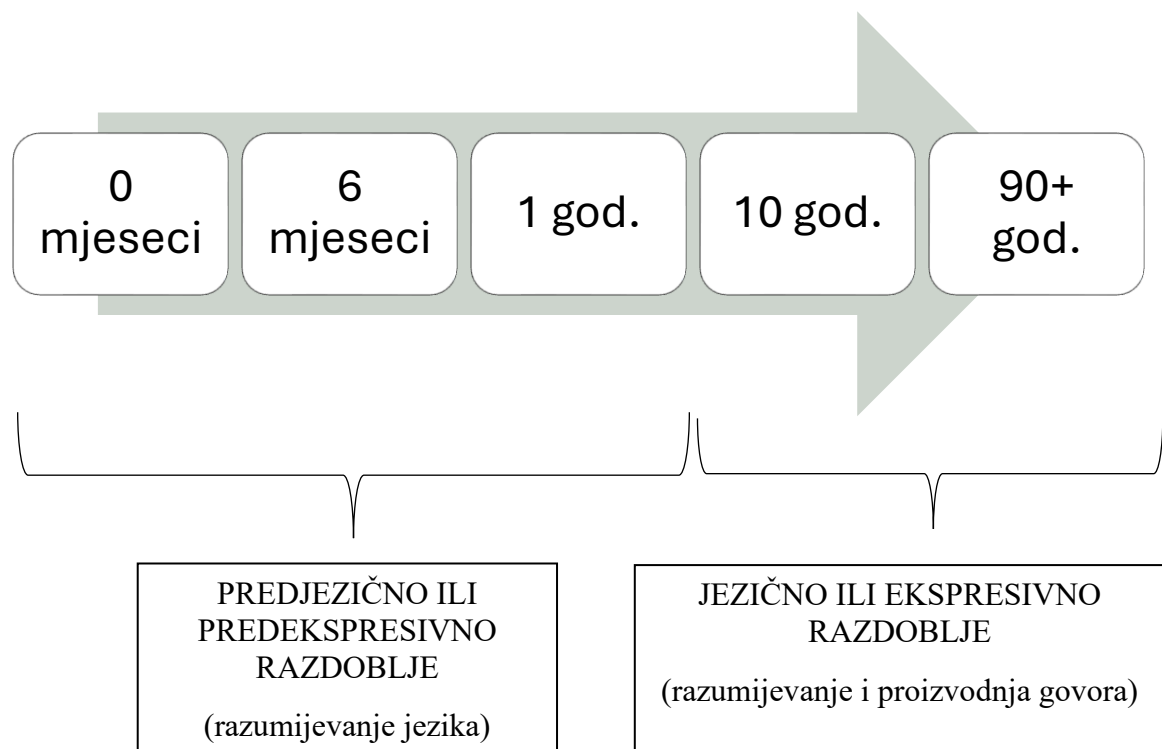 0
mjeseci
6
mjeseci
1 god.
10 god.
90+
god.
PREDJEZIČNO ILI
PREDEKSPRESIVNO
RAZDOBLJE
(razumijevanje jezika)
JEZIČNO ILI EKSPRESIVNO
RAZDOBLJE
(razumijevanje i proizvodnja govora)